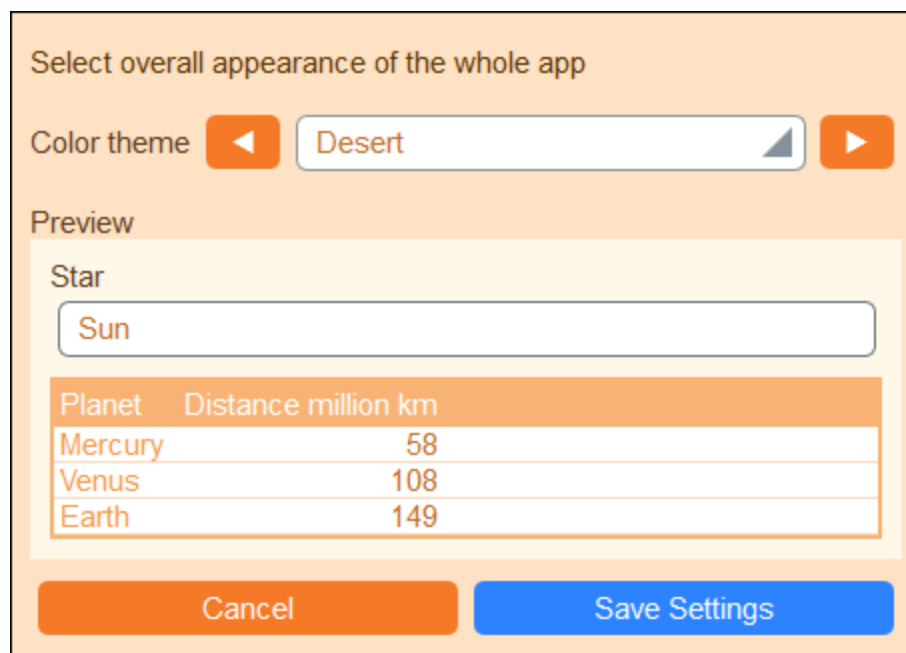 Select overall appearance of the whole app
Color theme Desert
Preview
Star
Sun
Planet Distance million km
Mercury 58
Venus 108
Earth 149
Cancel Save Settings